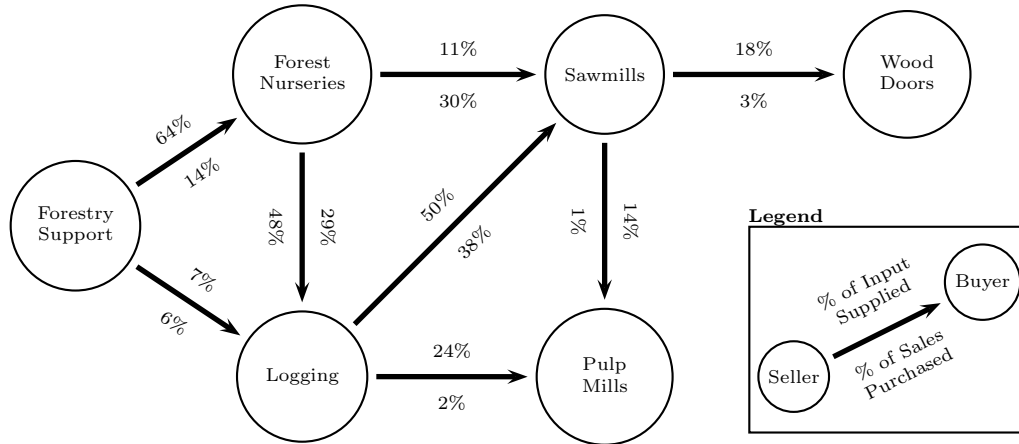 Forest
Nurseries
11%
30%
Sawmills
18%
3%
Wood
Doors
64%
14%
Forestry
Support
48%
29%
50%
38%
1%
14%
7%
6%
Logging
24%
2%
Pulp
Mills
Legend
% of Input
Supplied
Buyer
Seller
% of Sales
Purchased